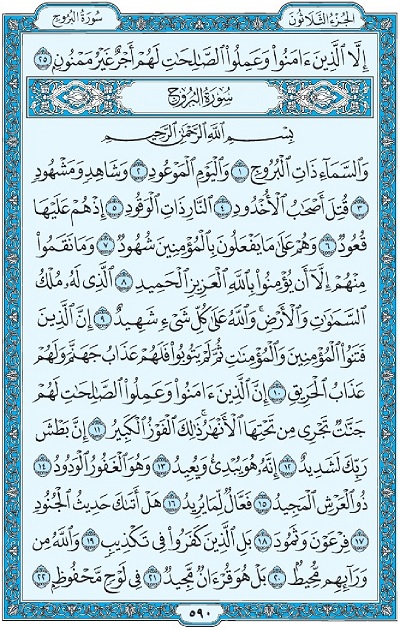 الجزء الثلاثون سورة البروج
إِلَّا ٱلَّذِينَ ءَامَنُوا۟ وَعَمِلُوا۟ ٱلصَّـٰلِحَـٰتِ لَهُمْ أَجْرٌ غَيْرُ مَمْنُونٍۭ ٢٥
سورة البروج
بِسْمِ ٱللَّهِ ٱلرَّحْمَـٰنِ ٱلرَّحِيمِ
وَٱلسَّمَآءِ ذَاتِ ٱلْبُرُوجِ ١ وَٱلْيَوْمِ ٱلْمَوْعُودِ ٢ وَشَاهِدٍ وَمَشْهُودٍ
٣ قُتِلَ أَصْحَـٰبُ ٱلْأُخْدُودِ ٤ ٱلنَّارِ ذَاتِ ٱلْوَقُودِ ٥ إِذْ هُمْ عَلَيْهَا
قُعُودٌ ٦ وَهُمْ عَلَىٰ مَا يَفْعَلُونَ بِٱلْمُؤْمِنِينَ شُهُودٌ ٧ وَمَا نَقَمُوا۟
مِنْهُمْ إِلَّآ أَن يُؤْمِنُوا۟ بِٱللَّهِ ٱلْعَزِيزِ ٱلْحَمِيدِ ٨ ٱلَّذِى لَهُۥ مُلْكُ
ٱلسَّمَـٰوَٰتِ وَٱلْأَرْضِ ۚ وَٱللَّهُ عَلَىٰ كُلِّ شَىْءٍ شَهِيدٌ ٩ إِنَّ ٱلَّذِينَ
فَتَنُوا۟ ٱلْمُؤْمِنِينَ وَٱلْمُؤْمِنَـٰتِ ثُمَّ لَمْ يَتُوبُوا۟ فَلَهُمْ عَذَابُ جَهَنَّمَ وَلَهُمْ
عَذَابُ ٱلْحَرِيقِ ١٠ إِنَّ ٱلَّذِينَ ءَامَنُوا۟ وَعَمِلُوا۟ ٱلصَّـٰلِحَـٰتِ لَهُمْ
جَنَّـٰتٌ تَجْرِى مِن تَحْتِهَا ٱلْأَنْهَـٰرُ ۚ ذَٰلِكَ ٱلْفَوْزُ ٱلْكَبِيرُ ١١ إِنَّ بَطْشَ
رَبِّكَ لَشَدِيدٌ ١٢ إِنَّهُۥ هُوَ يُبْدِئُ وَيُعِيدُ ١٣ وَهُوَ ٱلْغَفُورُ ٱلْوَدُودُ ١٤
ذُو ٱلْعَرْشِ ٱلْمَجِيدُ ١٥ فَعَّالٌ لِّمَا يُرِيدُ ١٦ هَلْ أَتَىٰكَ حَدِيثُ ٱلْجُنُودِ
١٧ فِرْعَوْنَ وَثَمُودَ ١٨ بَلِ ٱلَّذِينَ كَفَرُوا۟ فِى تَكْذِيبٍ ١٩ وَٱللَّهُ مِن
وَرَآئِهِم مُّحِيطٌۢ ٢٠ بَلْ هُوَ قُرْءَانٌ مَّجِيدٌ ٢١ فِى لَوْحٍ مَّحْفُوظٍۭ ٢٢
٥٩٠